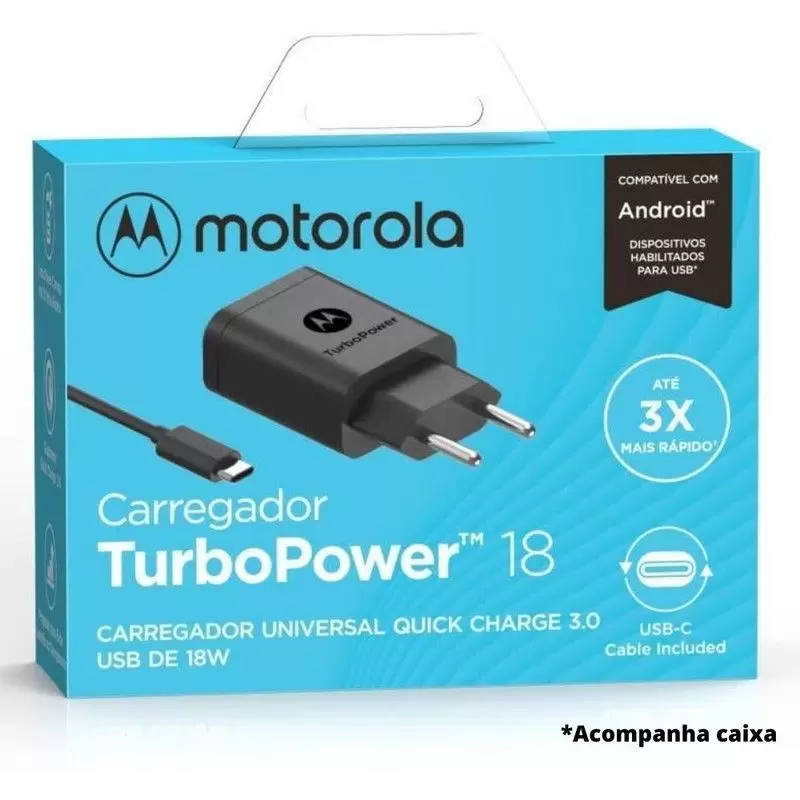 motorola
COMPATÍVEL COM
Android™
DISPOSITIVOS
HABILITADOS
PARA USB*
TurboPower
ATÉ
3X
MAIS RÁPIDO*
Carregador
TurboPower™ 18
CARREGADOR UNIVERSAL QUICK CHARGE 3.0
USB DE 18W
USB-C
Cable Included
*Acompanha caixa